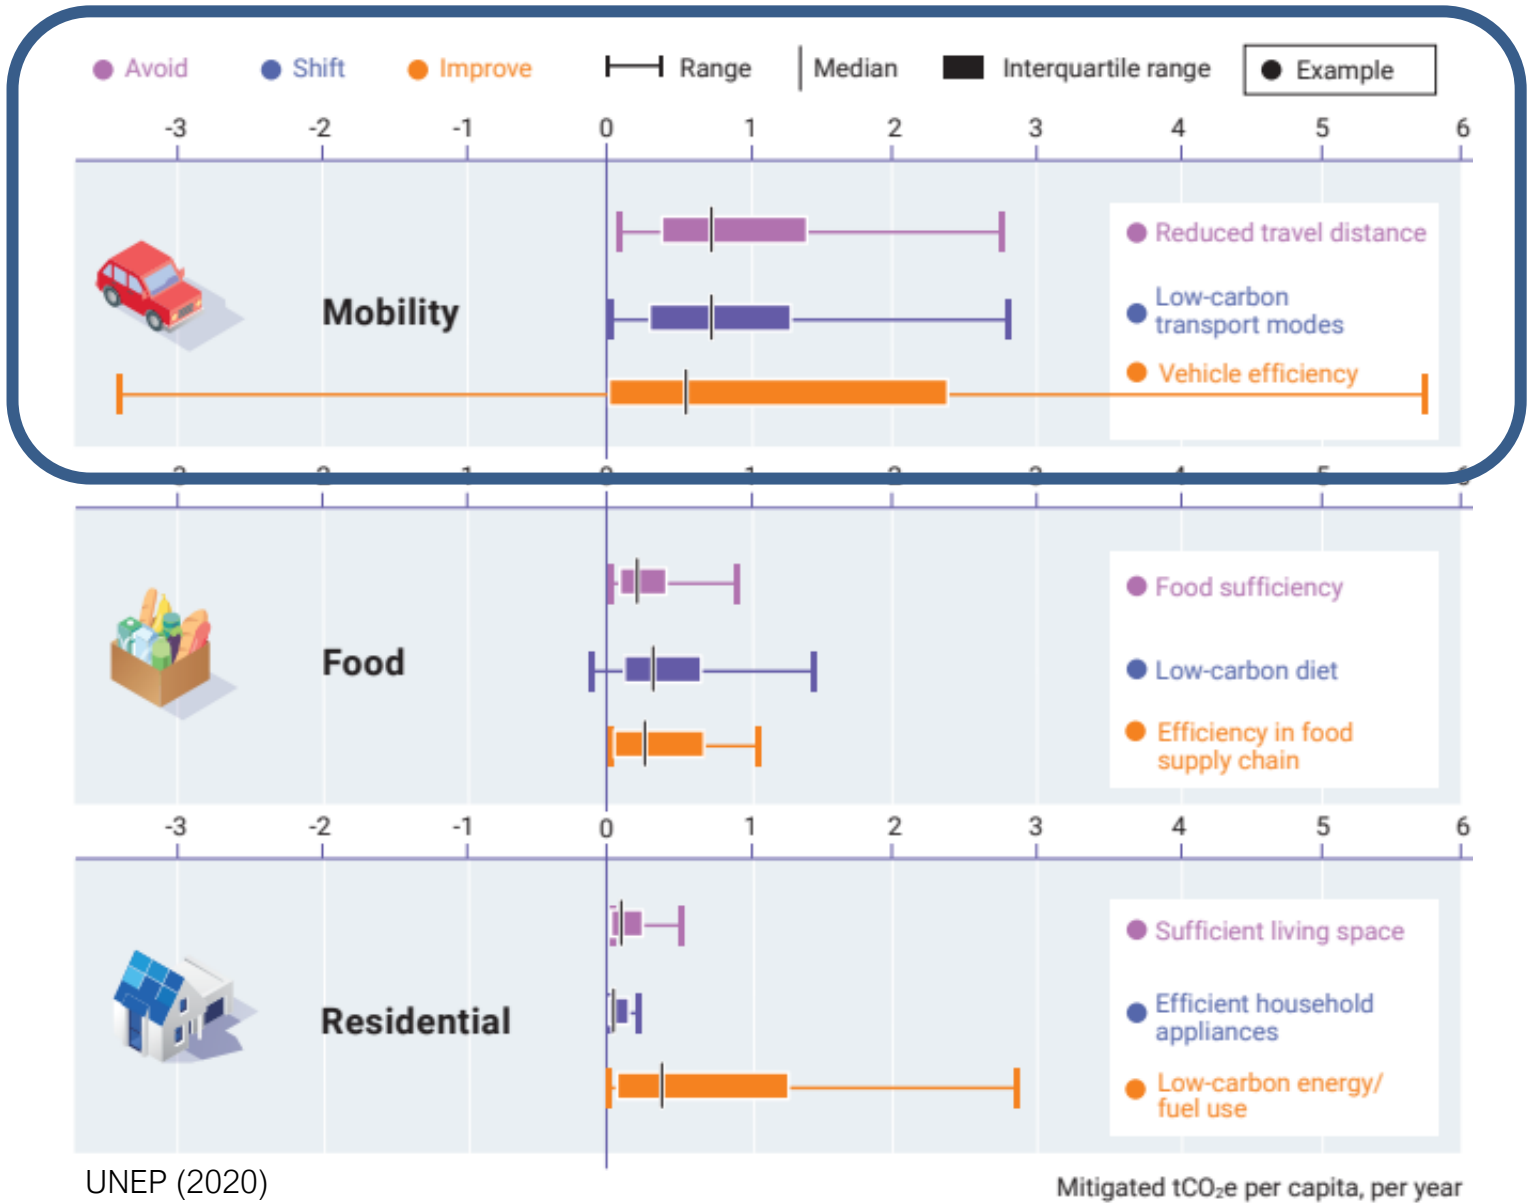 Avoid Shift Improve Range Median Interquartile range Example
-3 -2 -1 0 1 2 3 4 5 6
Reduced travel distance
Low-carbon
transport modes
Mobility
Vehicle efficiency
Food sufficiency
Food
Low-carbon diet
Efficiency in food
supply chain
-3 -2 -1 0 1 2 3 4 5 6
Sufficient living space
Residential
Efficient household
appliances
Low-carbon energy/
fuel use
UNEP (2020)
Mitigated tCO₂e per capita, per year